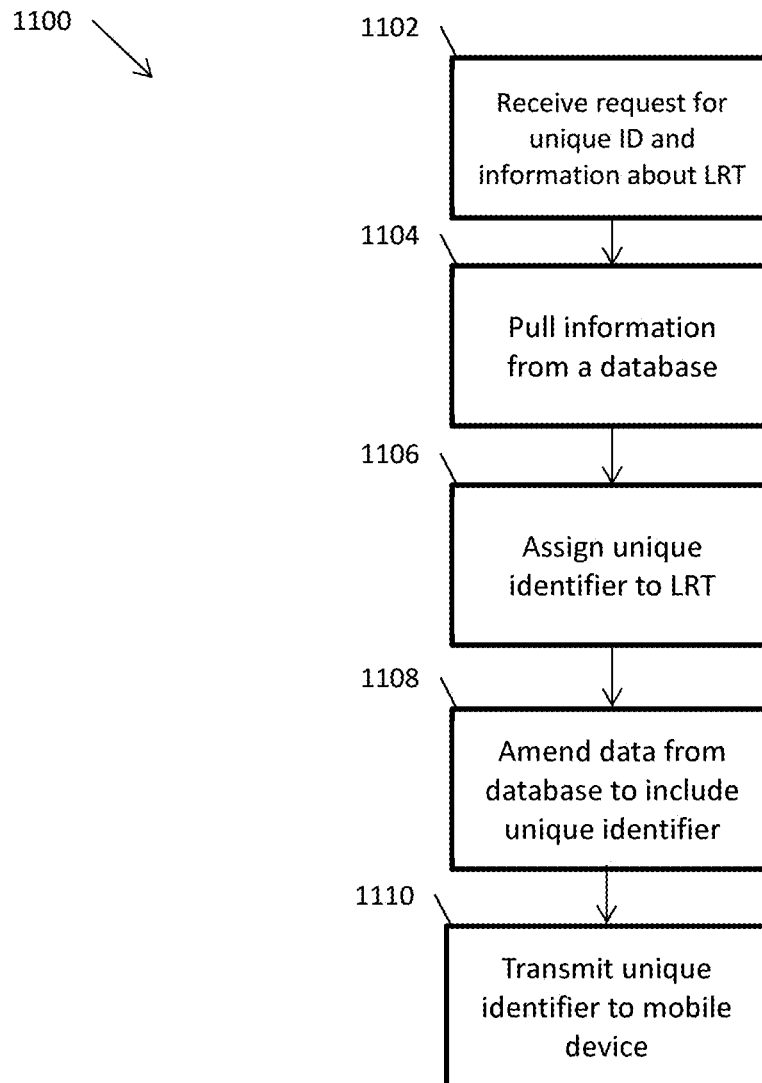 1100
1102
Receive request for
unique ID and
information about LRT
1104
Pull information
from a database
1106
Assign unique
identifier to LRT
1108
Amend data from
database to include
unique identifier
1110
Transmit unique
identifier to mobile
device